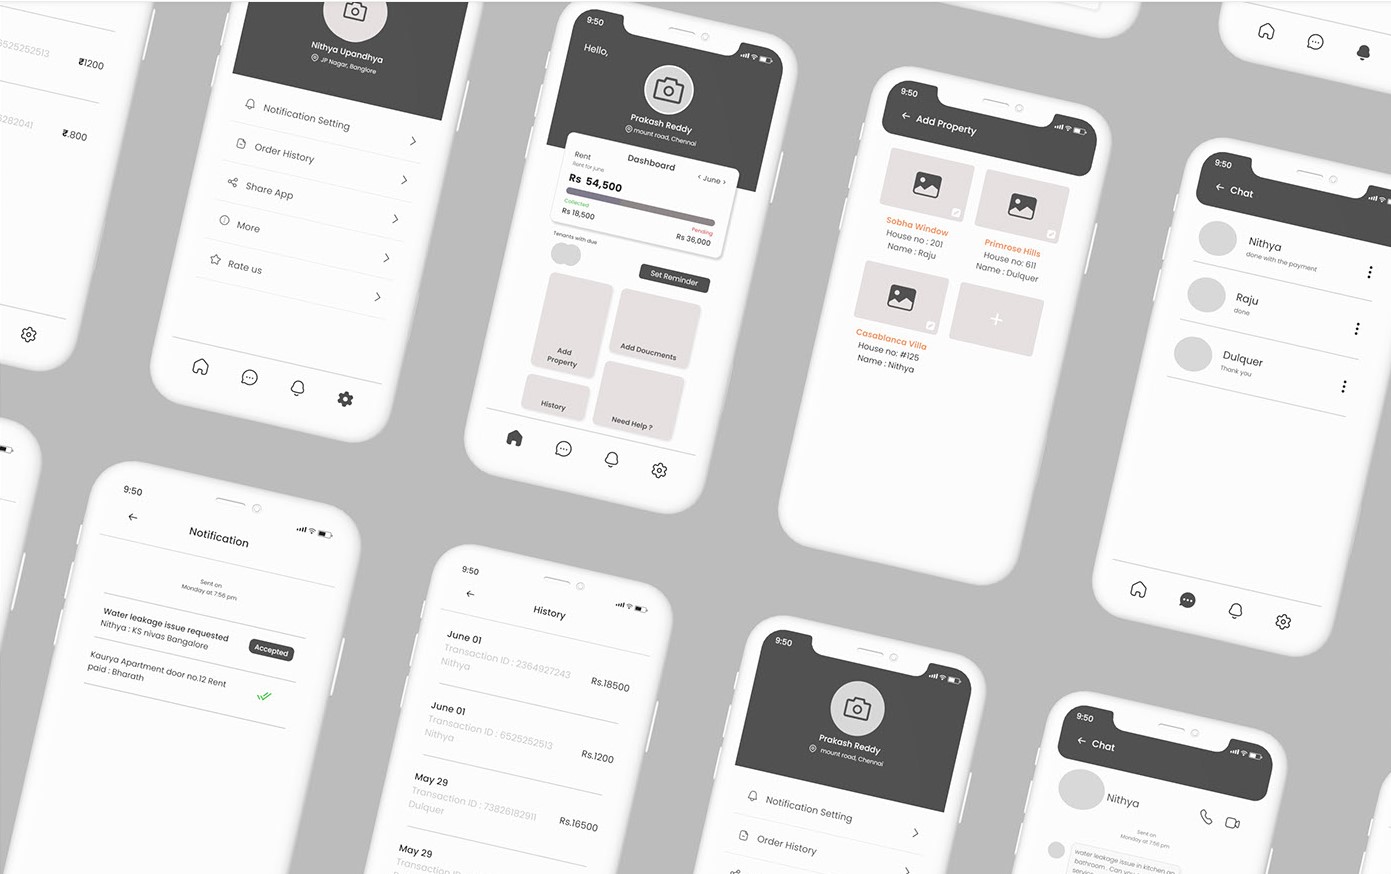 6525252513
₹1200
6282041
₹.800
Nithya Upandhya
JP Nagar, Banglore
Notification Setting
Order History
Share App
More
Rate us
9:50
Hello,
Prakash Reddy
mount road, Chennai
Rent
Rent for june
Dashboard
‹ June ›
Rs 54,500
Collected
Rs 18,500
Pending
Rs 36,000
Tenants with due
Set Reminder
Add
Property
Add Doucments
History
Need Help ?
9:50
← Add Property
Sobha Window
House no : 201
Name : Raju
Primrose Hills
House no: 611
Name : Dulquer
Casablanca Villa
House no: #125
Name : Nithya
9:50
← Chat
Nithya
done with the payment
Raju
done
Dulquer
Thank you
9:50
Notification
Sent on
Monday at 7:56 pm
Water leakage issue requested
Nithya : KS nivas Bangalore
Accepted
Kaurya Apartment door no.12 Rent
paid : Bharath
9:50
History
June 01
Transaction ID : 2364927243
Nithya
Rs.18500
June 01
Transaction ID : 6525252513
Nithya
Rs.1200
May 29
Transaction ID : 73826182911
Dulquer
Rs.16500
May 29
9:50
Prakash Reddy
mount road, Chennai
Notification Setting
Order History
9:50
← Chat
Nithya
Sent on
Monday at 7:56 pm
water leakage issue in kitchen an
bathroom . Can you